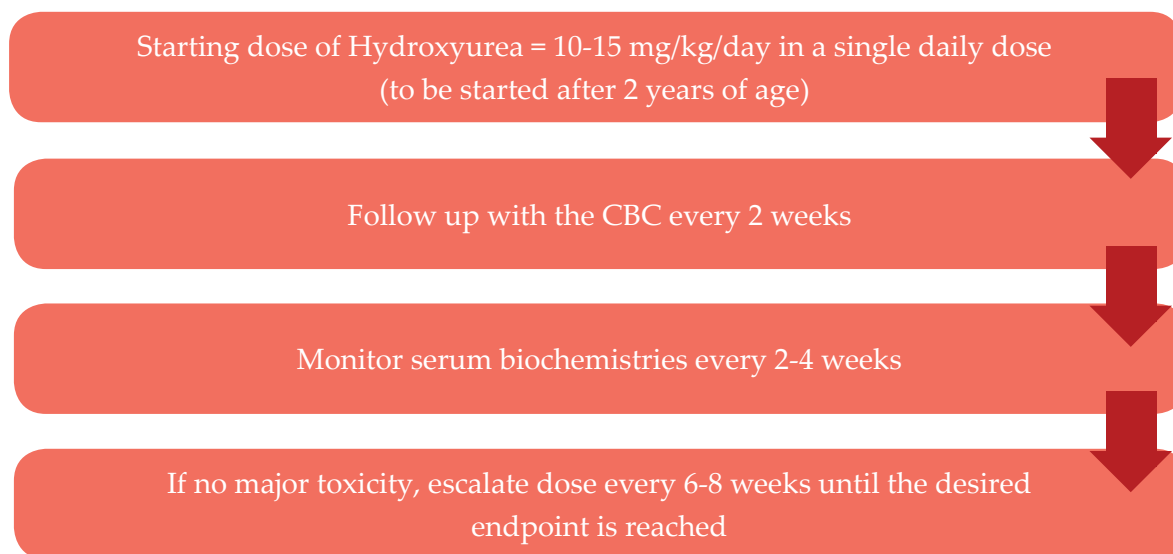 Starting dose of Hydroxyurea = 10-15 mg/kg/day in a single daily dose
(to be started after 2 years of age)
Follow up with the CBC every 2 weeks
Monitor serum biochemistries every 2-4 weeks
If no major toxicity, escalate dose every 6-8 weeks until the desired
endpoint is reached